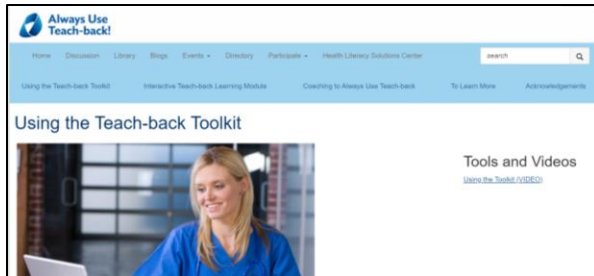 Always Use
Teach-back!
Home Discussion Library Blogs Events Directory Participate Health Literacy Solutions Center search
Using the Teach-back Toolkit Interactive Teach-back Learning Module Coaching to Always Use Teach-back To Learn More Acknowledgements
Using the Teach-back Toolkit
Tools and Videos
Using the Toolkit (VIDEO)